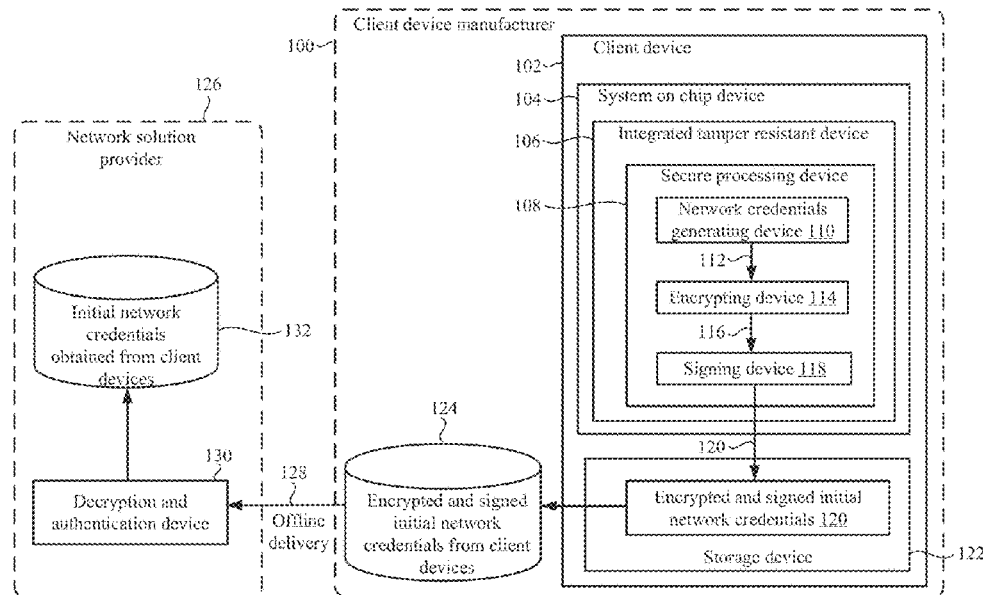 Client device manufacturer
100
Client device
102
System on chip device
104
Integrated tamper resistant device
106
Secure processing device
108
Network credentials
generating device 110
112
Encrypting device 114
116
Signing device 118
120
Encrypted and signed initial
network credentials 120
Storage device
122
124
Encrypted and signed
initial network
credentials from client
devices
128
Offline
delivery
126
Network solution
provider
Initial network
credentials
obtained from client
devices
132
130
Decryption and
authentication device